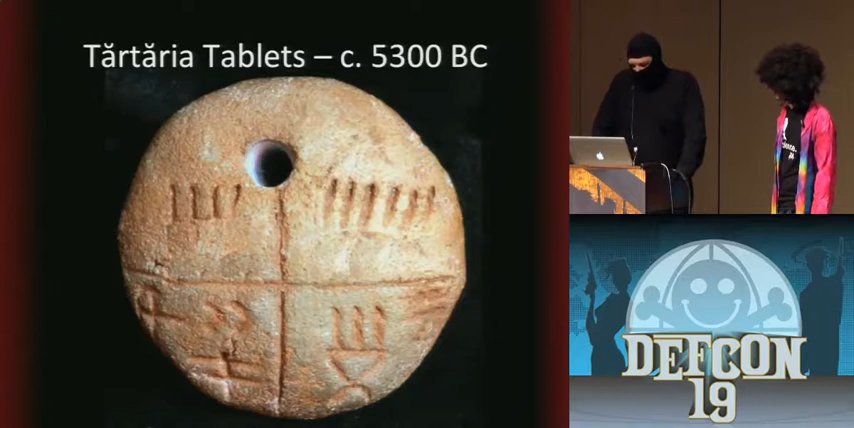 Tărtăria Tablets – c. 5300 BC
DEFCON
19